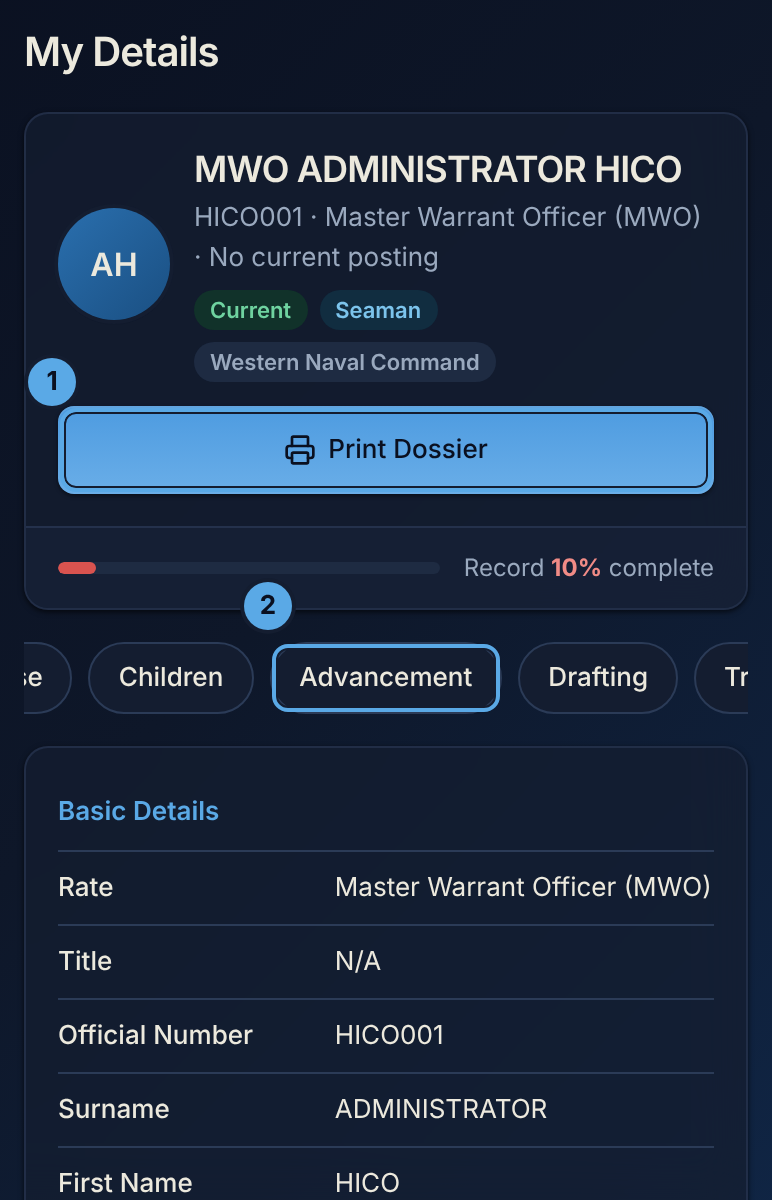 My Details
MWO ADMINISTRATOR HICO
HICO001 · Master Warrant Officer (MWO)
· No current posting
AH
Current Seaman
Western Naval Command
1
Print Dossier
Record 10% complete
2
se Children Advancement Drafting Tr
Basic Details
Rate Master Warrant Officer (MWO)
Title N/A
Official Number HICO001
Surname ADMINISTRATOR
First Name HICO